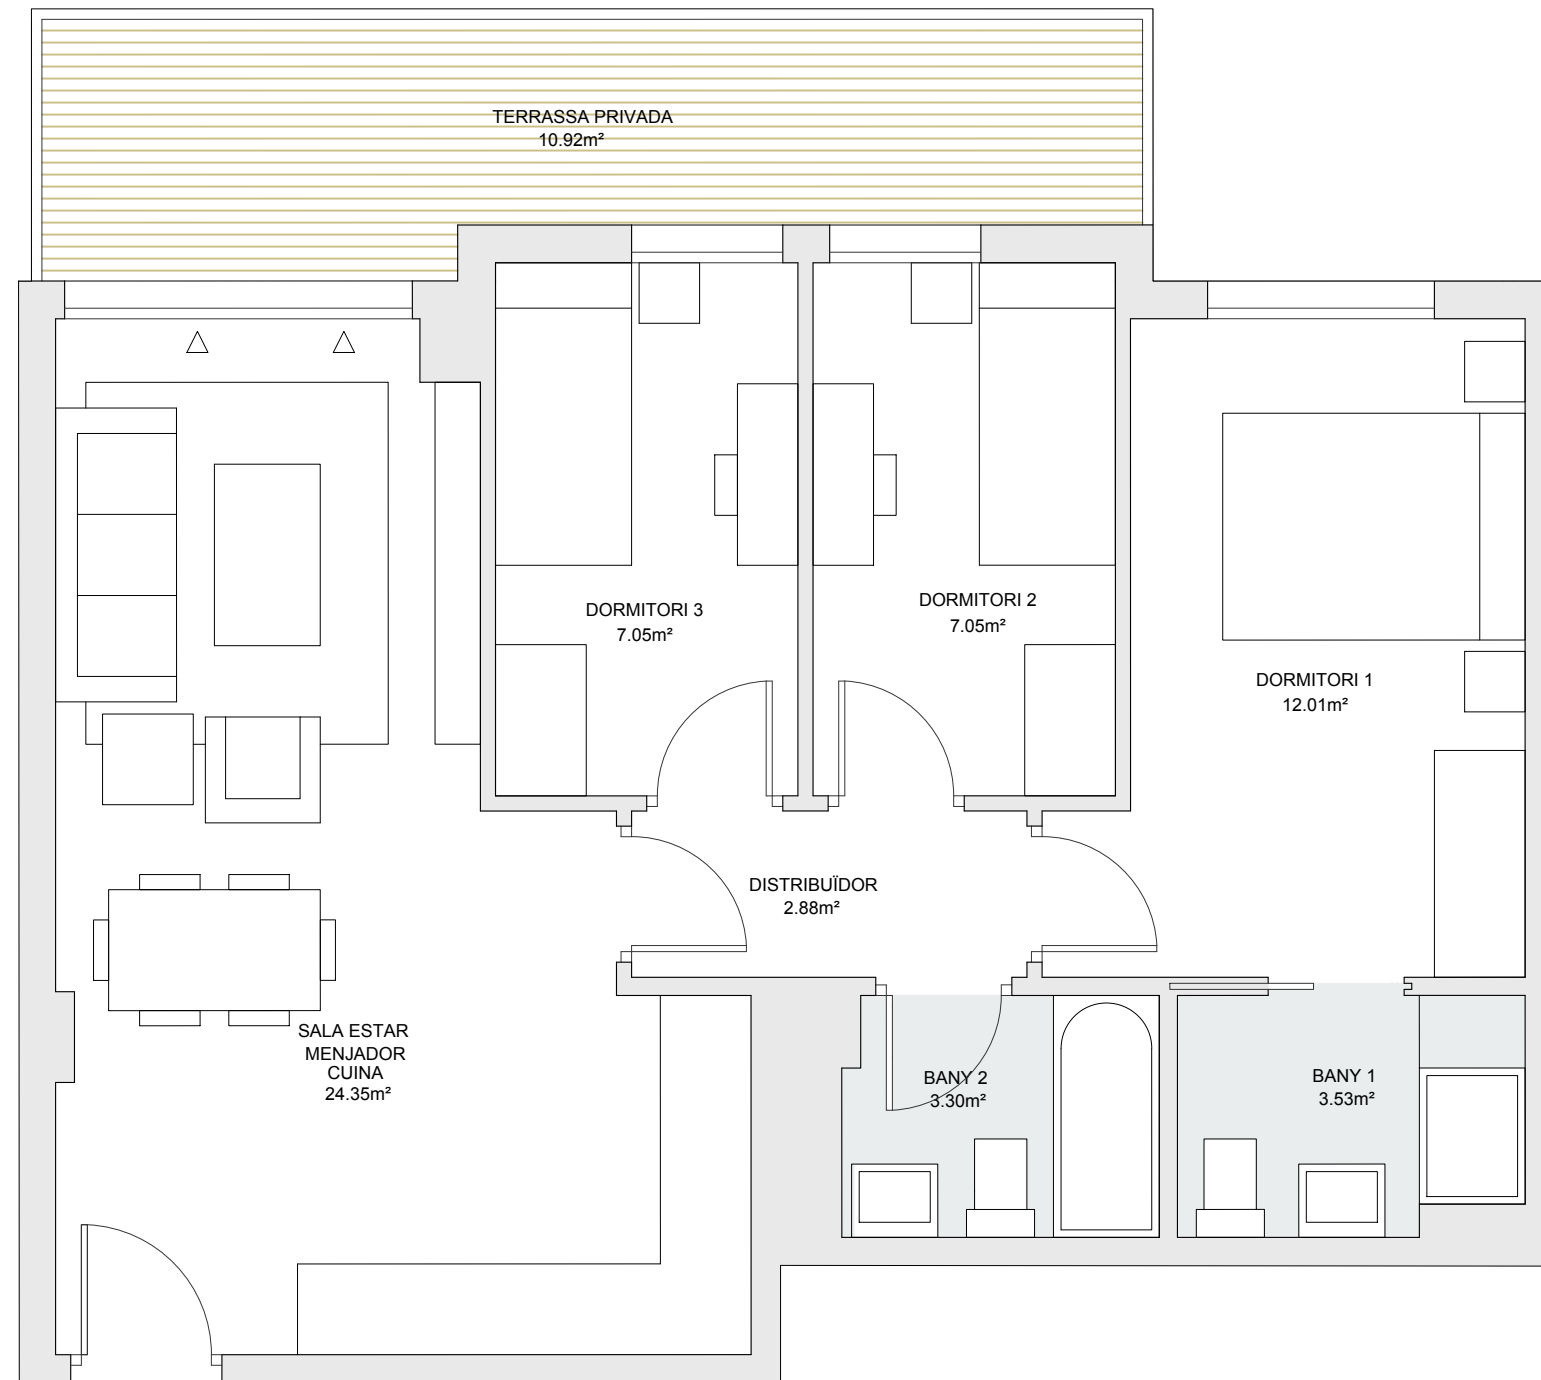 TERRASSA PRIVADA
10.92m²
DORMITORI 3
7.05m²
DORMITORI 2
7.05m²
DORMITORI 1
12.01m²
DISTRIBUÏDOR
2.88m²
SALA ESTAR
MENJADOR
CUINA
24.35m²
BANY 2
3.30m²
BANY 1
3.53m²